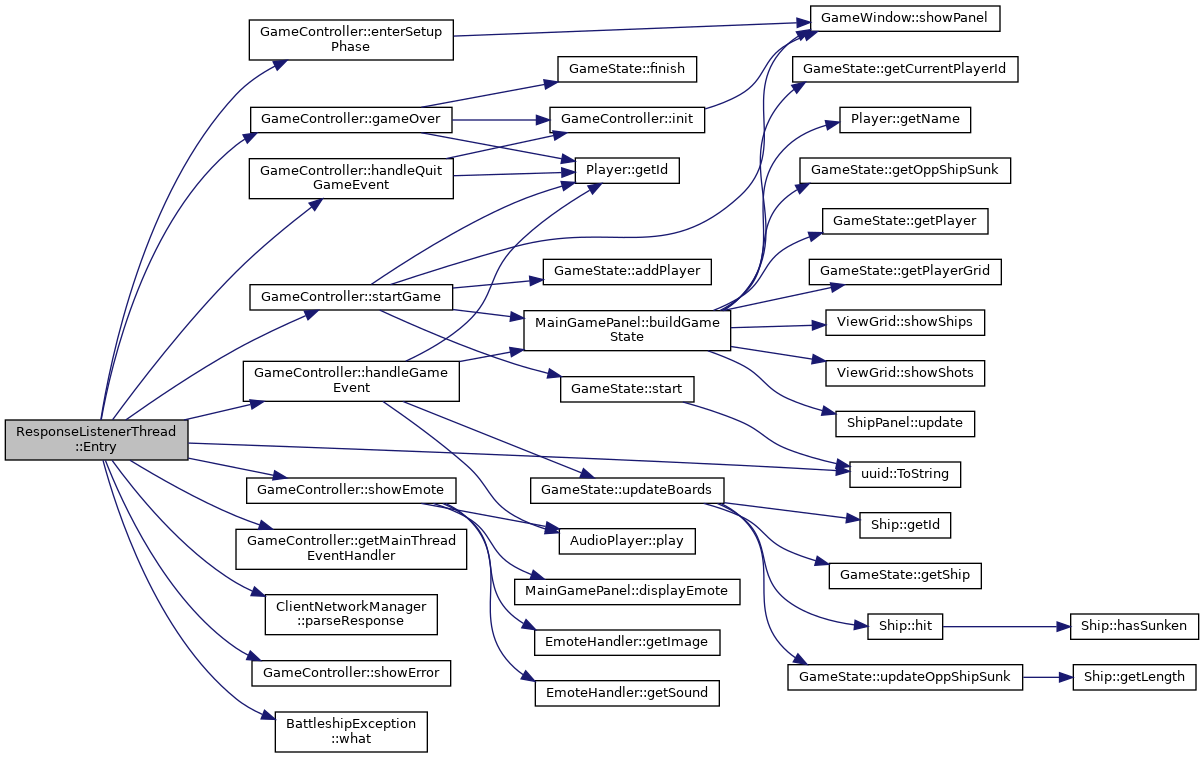 ResponseListenerThread
::Entry
GameController::enterSetup
Phase
GameController::gameOver
GameController::handleQuit
GameEvent
GameController::startGame
GameController::handleGame
Event
GameController::showEmote
GameController::getMainThread
EventHandler
ClientNetworkManager
::parseResponse
GameController::showError
BattleshipException
::what
GameState::finish
GameController::init
Player::getId
GameState::addPlayer
MainGamePanel::buildGame
State
GameState::start
GameState::updateBoards
AudioPlayer::play
MainGamePanel::displayEmote
EmoteHandler::getImage
EmoteHandler::getSound
GameWindow::showPanel
GameState::getCurrentPlayerId
Player::getName
GameState::getOppShipSunk
GameState::getPlayer
GameState::getPlayerGrid
ViewGrid::showShips
ViewGrid::showShots
ShipPanel::update
uuid::ToString
Ship::getId
GameState::getShip
Ship::hit
GameState::updateOppShipSunk
Ship::hasSunken
Ship::getLength